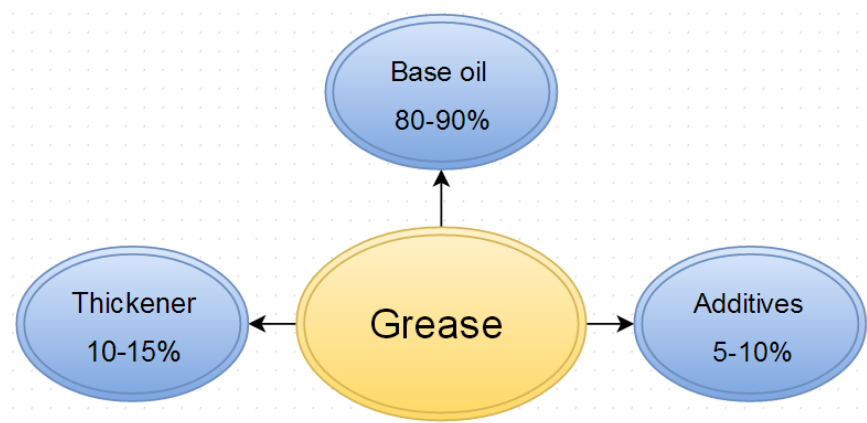 Base oil
80-90%
Thickener
10-15%
Grease
Additives
5-10%